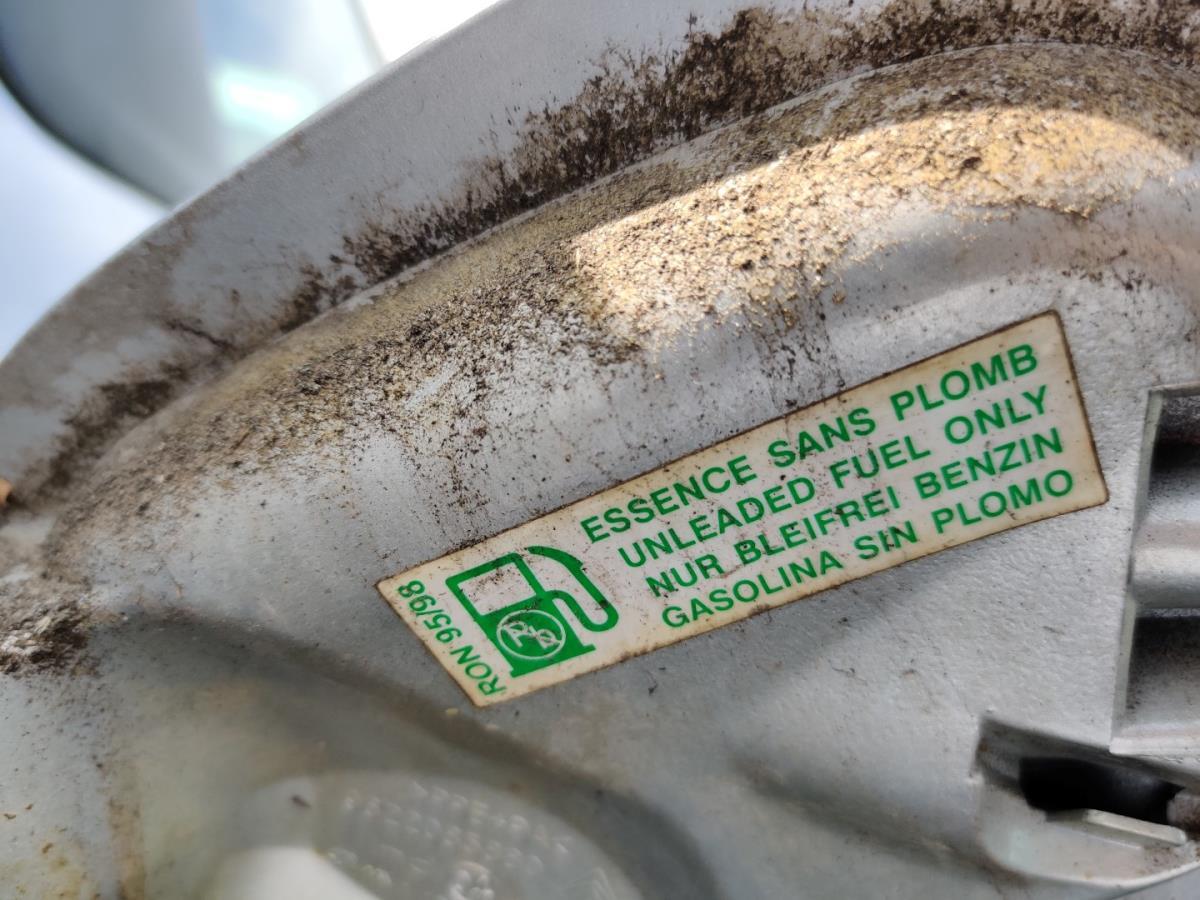 ESSENCE SANS PLOMB
UNLEADED FUEL ONLY
NUR BLEIFREI BENZIN
GASOLINA SIN PLOMO
RON 95/98
Pb